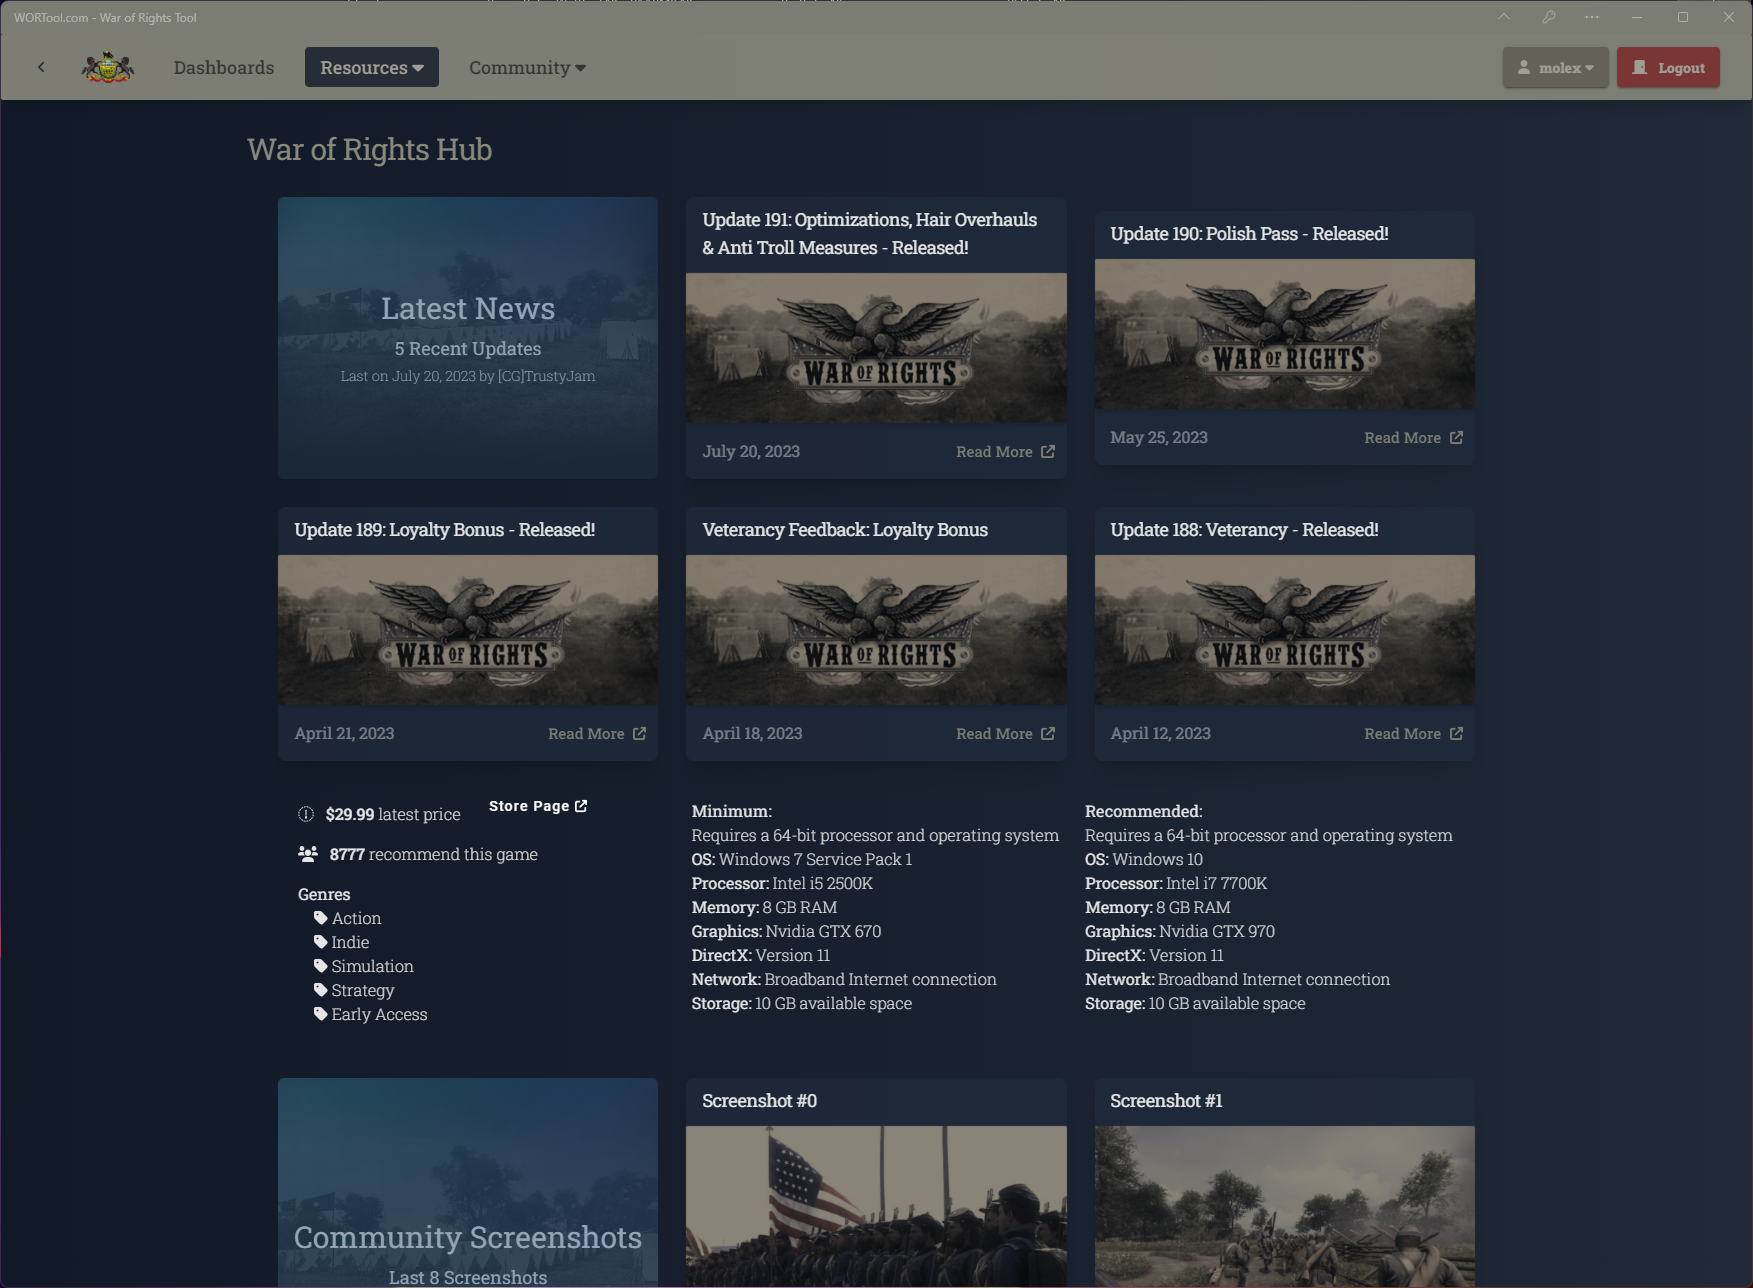 WORTool.com - War of Rights Tool
Dashboards
Resources
Community
molex
Logout
War of Rights Hub
Latest News
5 Recent Updates
Last on July 20, 2023 by [CG]TrustyJam
Update 191: Optimizations, Hair Overhauls
& Anti Troll Measures - Released!
WAR OF RIGHTS
July 20, 2023
Read More
Update 190: Polish Pass - Released!
WAR OF RIGHTS
May 25, 2023
Read More
Update 189: Loyalty Bonus - Released!
WAR OF RIGHTS
April 21, 2023
Read More
Veterancy Feedback: Loyalty Bonus
WAR OF RIGHTS
April 18, 2023
Read More
Update 188: Veterancy - Released!
WAR OF RIGHTS
April 12, 2023
Read More
$29.99 latest price
Store Page
8777 recommend this game
Genres
Action
Indie
Simulation
Strategy
Early Access
Minimum:
Requires a 64-bit processor and operating system
OS: Windows 7 Service Pack 1
Processor: Intel i5 2500K
Memory: 8 GB RAM
Graphics: Nvidia GTX 670
DirectX: Version 11
Network: Broadband Internet connection
Storage: 10 GB available space
Recommended:
Requires a 64-bit processor and operating system
OS: Windows 10
Processor: Intel i7 7700K
Memory: 8 GB RAM
Graphics: Nvidia GTX 970
DirectX: Version 11
Network: Broadband Internet connection
Storage: 10 GB available space
Community Screenshots
Last 8 Screenshots
Screenshot #0
Screenshot #1